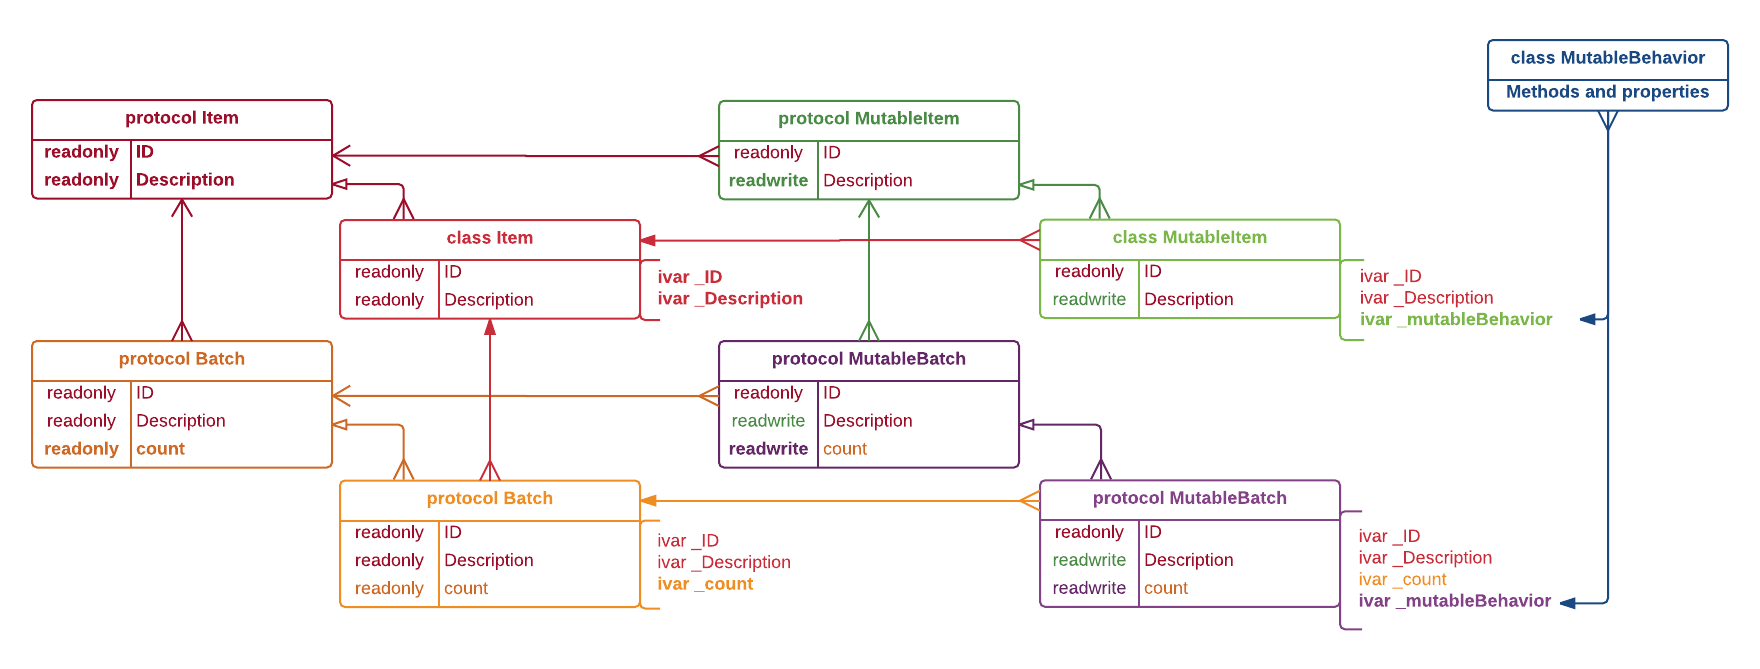 class MutableBehavior
Methods and properties
protocol Item
readonly ID
readonly Description
protocol MutableItem
readonly ID
readwrite Description
class Item
readonly ID
readonly Description
ivar _ID
ivar _Description
class MutableItem
readonly ID
readwrite Description
ivar _ID
ivar _Description
ivar _mutableBehavior
protocol Batch
readonly ID
readonly Description
readonly count
protocol MutableBatch
readonly ID
readwrite Description
readwrite count
protocol Batch
readonly ID
readonly Description
readonly count
ivar _ID
ivar _Description
ivar _count
protocol MutableBatch
readonly ID
readwrite Description
readwrite count
ivar _ID
ivar _Description
ivar _count
ivar _mutableBehavior